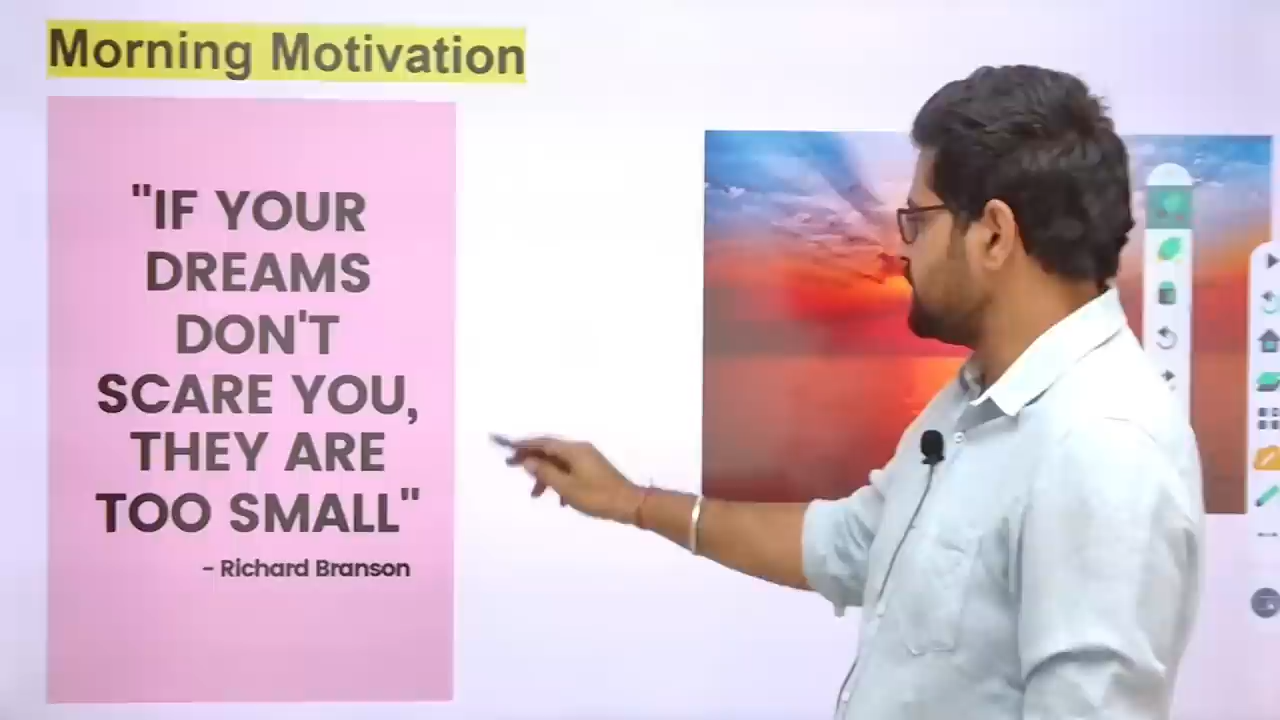 Morning Motivation
"IF YOUR
DREAMS
DON'T
SCARE YOU,
THEY ARE
TOO SMALL"
- Richard Branson